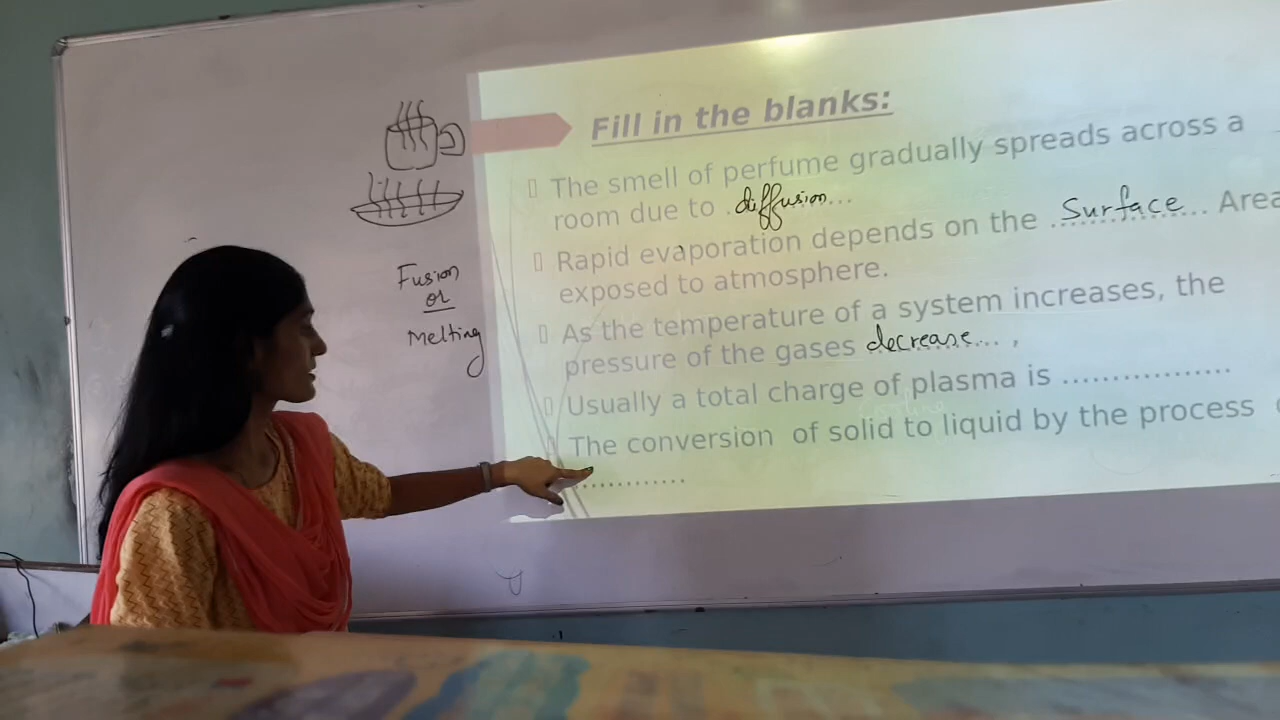 Fill in the blanks:
The smell of perfume gradually spreads across a
room due to .diffusion...
Rapid evaporation depends on the ...Surface... Area
exposed to atmosphere.
As the temperature of a system increases, the
pressure of the gases decrease... ,
Usually a total charge of plasma is .................
The conversion of solid to liquid by the process
.............
Fusion
or
Melting